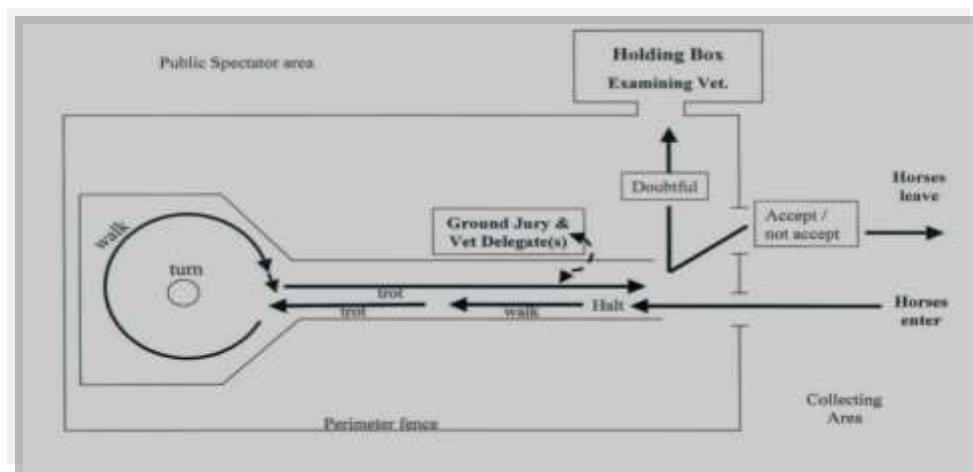 Public Spectator area
Holding Box
Examining Vet.
Doubtful
Horses
leave
Accept /
not accept
Ground Jury &
Vet Delegate(s)
walk
turn
trot
trot
walk
Halt
Horses
enter
Collecting
Area
Perimeter fence